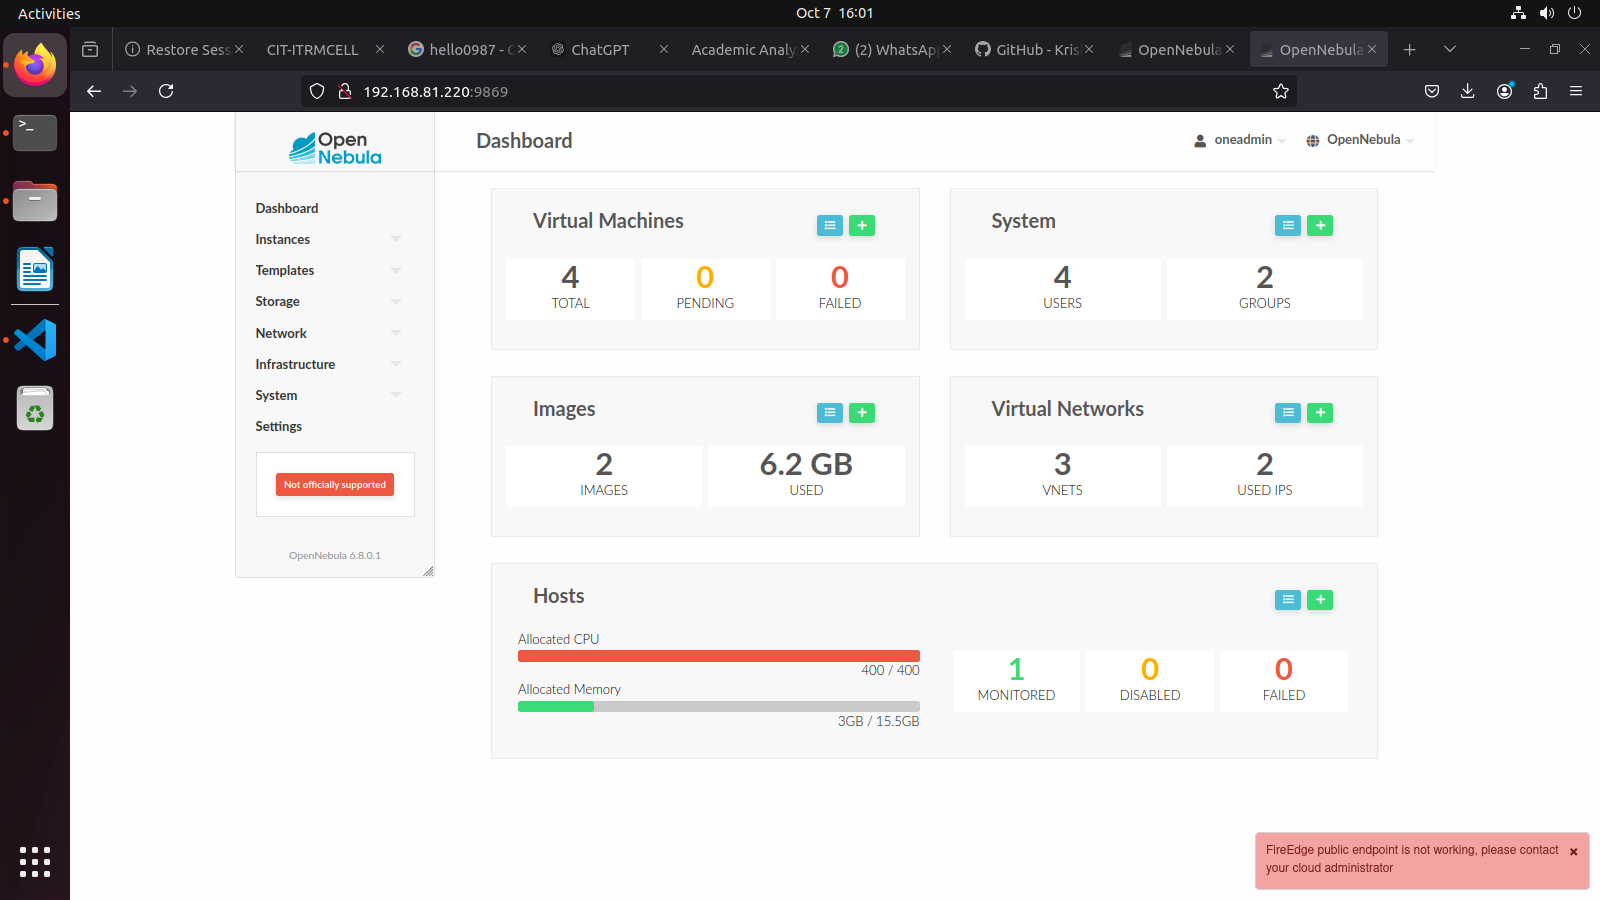 Activities
Oct 7 16:01
Restore Sess
CIT-ITRMCELL
hello0987 -
ChatGPT
Academic Analy
(2) WhatsAp
GitHub - Kris
OpenNebula
OpenNebula
192.168.81.220:9869
Open
Nebula
Dashboard
oneadmin
OpenNebula
Dashboard
Instances
Templates
Storage
Network
Infrastructure
System
Settings
Not officially supported
OpenNebula 6.8.0.1
Virtual Machines
4
TOTAL
0
PENDING
0
FAILED
System
4
USERS
2
GROUPS
Images
2
IMAGES
6.2 GB
USED
Virtual Networks
3
VNETS
2
USED IPS
Hosts
Allocated CPU
400 / 400
Allocated Memory
3GB / 15.5GB
1
MONITORED
0
DISABLED
0
FAILED
FireEdge public endpoint is not working, please contact
your cloud administrator